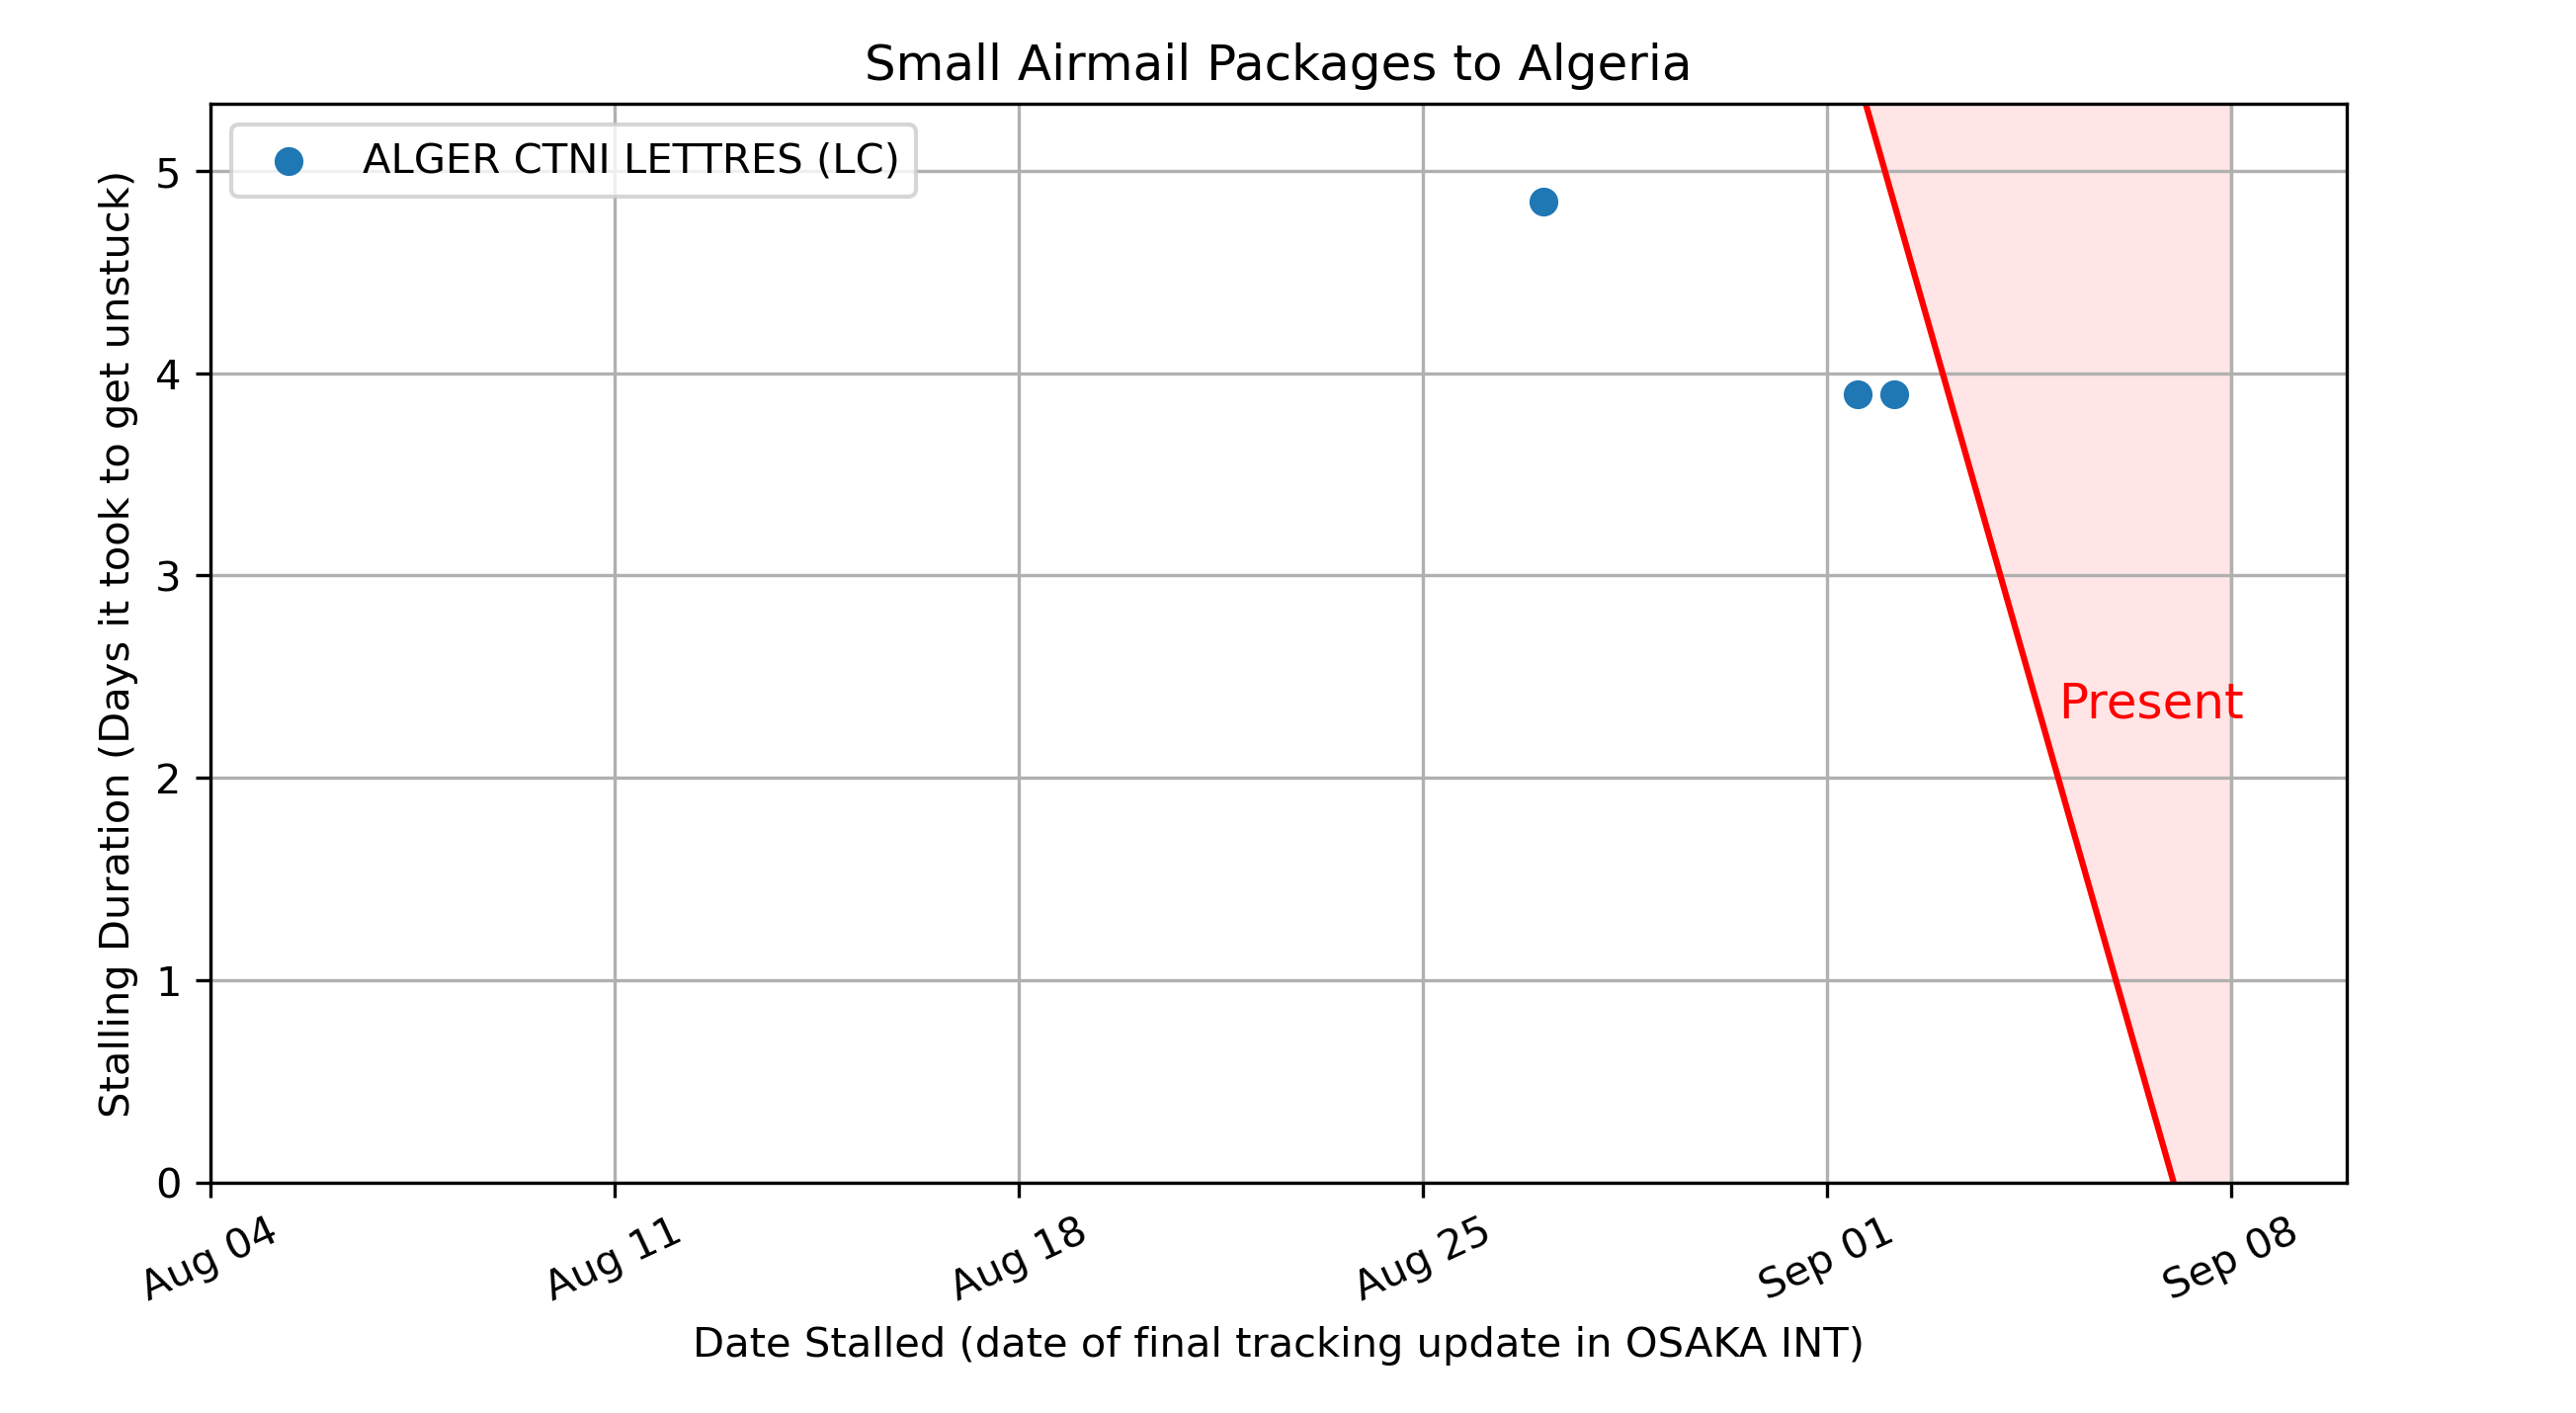 Small Airmail Packages to Algeria
ALGER CTNI LETTRES (LC)
Stalling Duration (Days it took to get unstuck)
5
4
3
2
1
0
Present
Aug 04
Aug 11
Aug 18
Aug 25
Sep 01
Sep 08
Date Stalled (date of final tracking update in OSAKA INT)